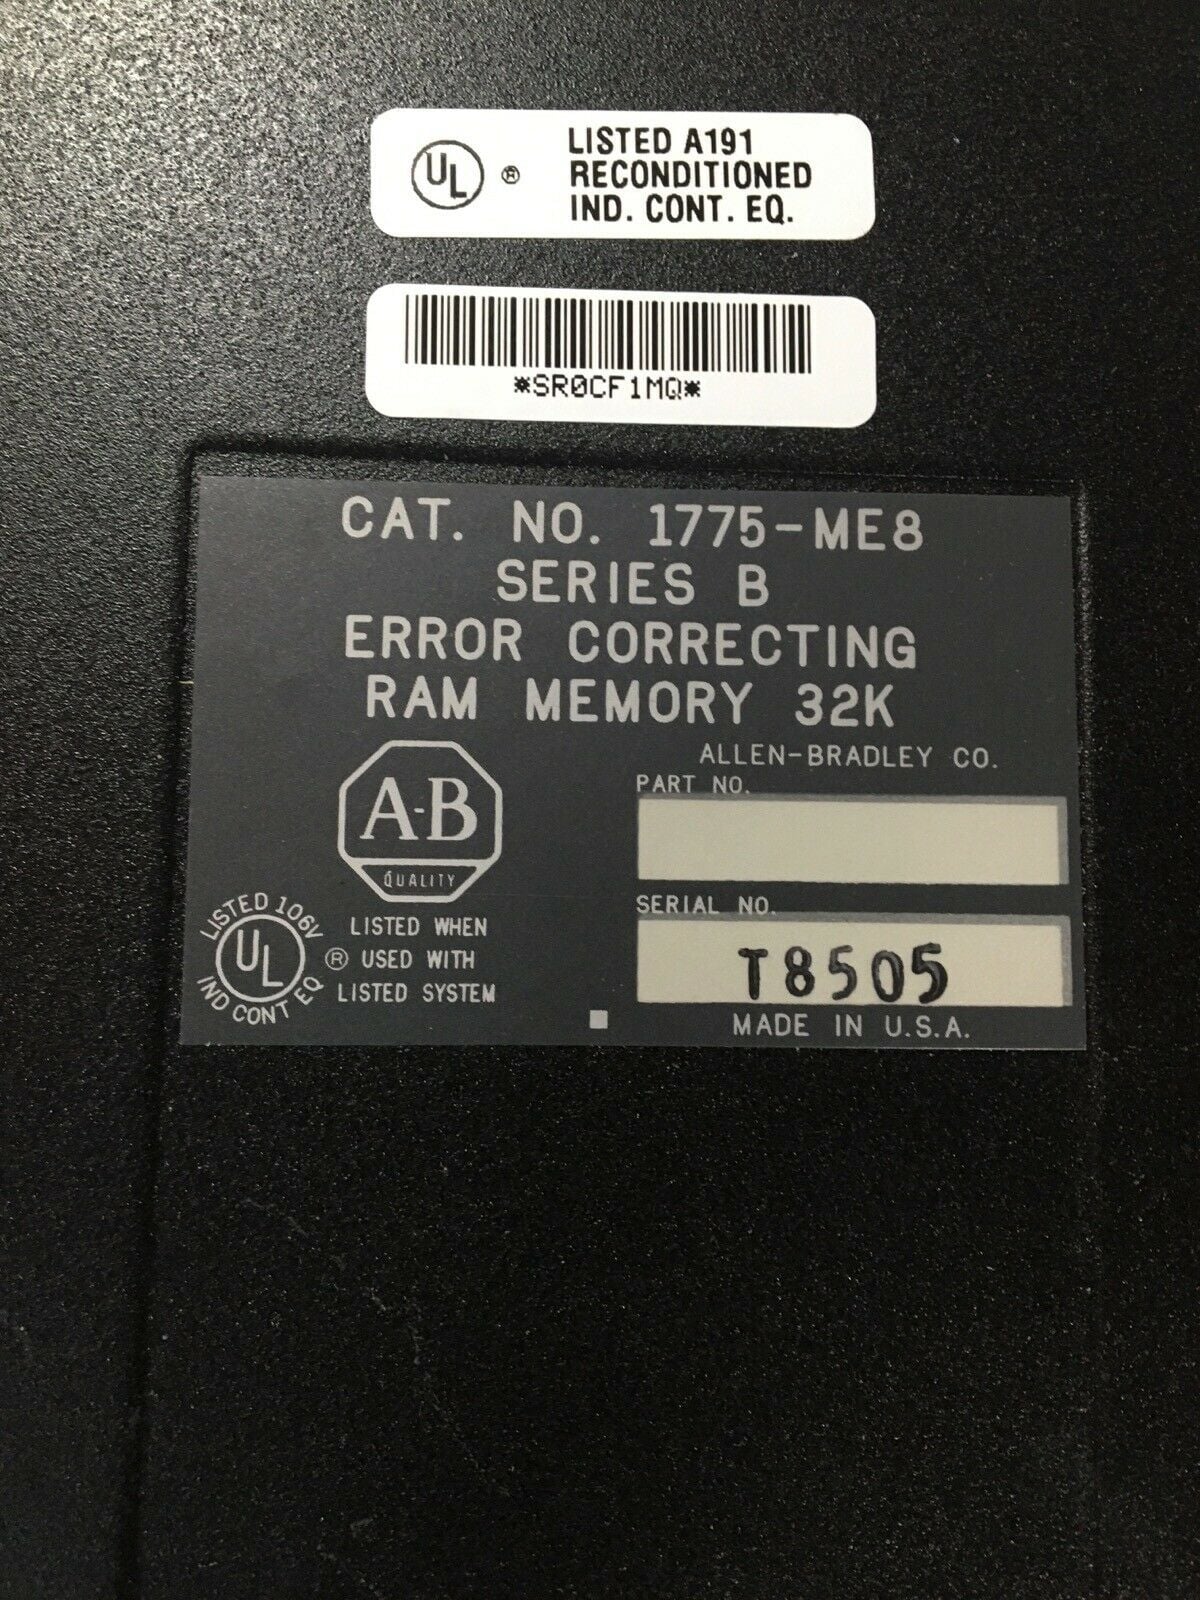 UL ® LISTED A191
RECONDITIONED
IND. CONT. EQ.
*SR0CF1MQ*
CAT. NO. 1775-ME8
SERIES B
ERROR CORRECTING
RAM MEMORY 32K
ALLEN-BRADLEY CO.
PART NO.
A-B
QUALITY
SERIAL NO.
T8505
LISTED 106V
UL ®
IND CONT EQ
LISTED WHEN
USED WITH
LISTED SYSTEM
MADE IN U.S.A.